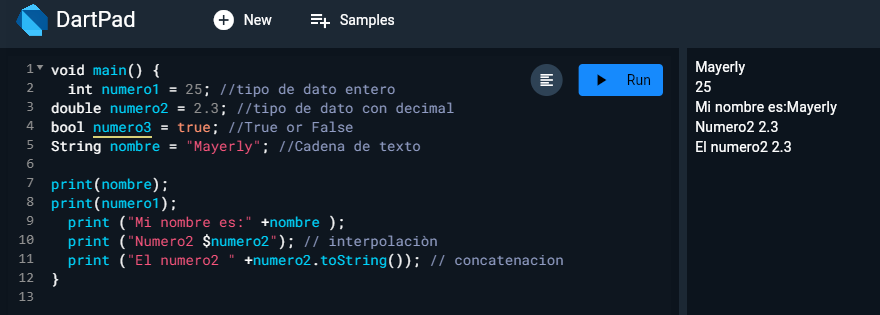 DartPad New Samples
1 void main() {
2 int numero1 = 25; //tipo de dato entero
3 double numero2 = 2.3; //tipo de dato con decimal
4 bool numero3 = true; //True or False
5 String nombre = "Mayerly"; //Cadena de texto
6
7 print(nombre);
8 print(numero1);
9 print ("Mi nombre es:" +nombre );
10 print ("Numero2 $numero2"); // interpolaciòn
11 print ("El numero2 " +numero2.toString()); // concatenacion
12 }
13
Run
Mayerly
25
Mi nombre es:Mayerly
Numero2 2.3
El numero2 2.3